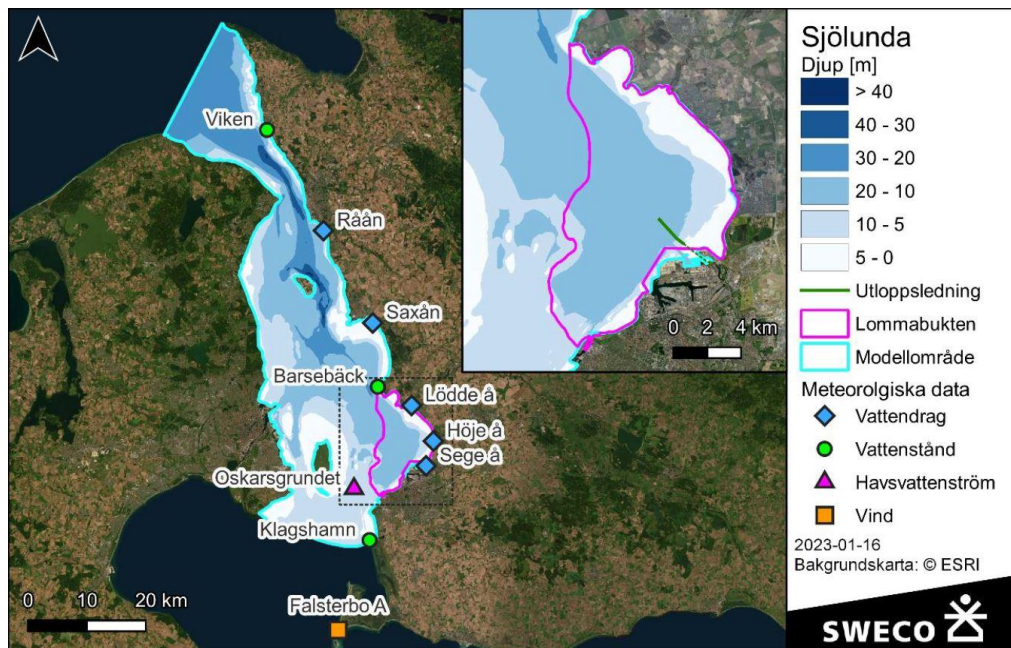 Viken
Råån
Saxån
Barsebäck
Lödde å
Höje å
Sege å
Oskarsgrundet
Klagshamn
Falsterbo A
0 10 20 km
0 2 4 km
Sjölunda
Djup [m]
> 40
40 - 30
30 - 20
20 - 10
10 - 5
5 - 0
Utloppsledning
Lommabukten
Modellområde
Meteorolgiska data
Vattendrag
Vattenstånd
Havsvattenström
Vind
2023-01-16
Bakgrundskarta: © ESRI
SWECO